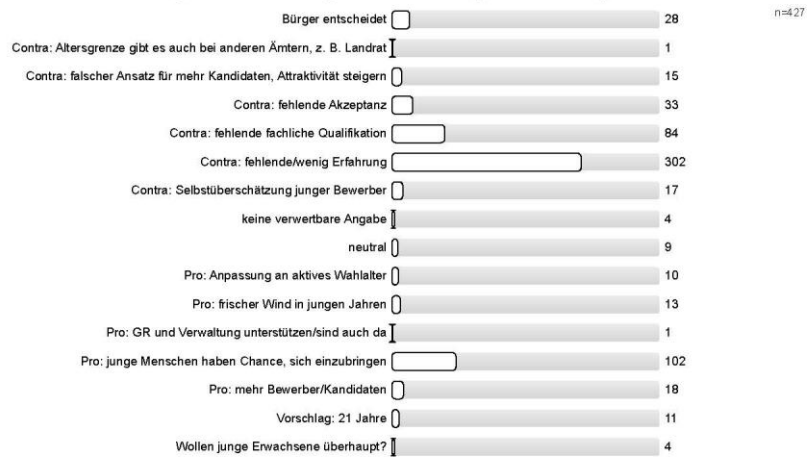 n=427
Bürger entscheidet 28
Contra: Altersgrenze gibt es auch bei anderen Ämtern, z. B. Landrat 1
Contra: falscher Ansatz für mehr Kandidaten, Attraktivität steigern 15
Contra: fehlende Akzeptanz 33
Contra: fehlende fachliche Qualifikation 84
Contra: fehlende/wenig Erfahrung 302
Contra: Selbstüberschätzung junger Bewerber 17
keine verwertbare Angabe 4
neutral 9
Pro: Anpassung an aktives Wahlalter 10
Pro: frischer Wind in jungen Jahren 13
Pro: GR und Verwaltung unterstützen/sind auch da 1
Pro: junge Menschen haben Chance, sich einzubringen 102
Pro: mehr Bewerber/Kandidaten 18
Vorschlag: 21 Jahre 11
Wollen junge Erwachsene überhaupt? 4